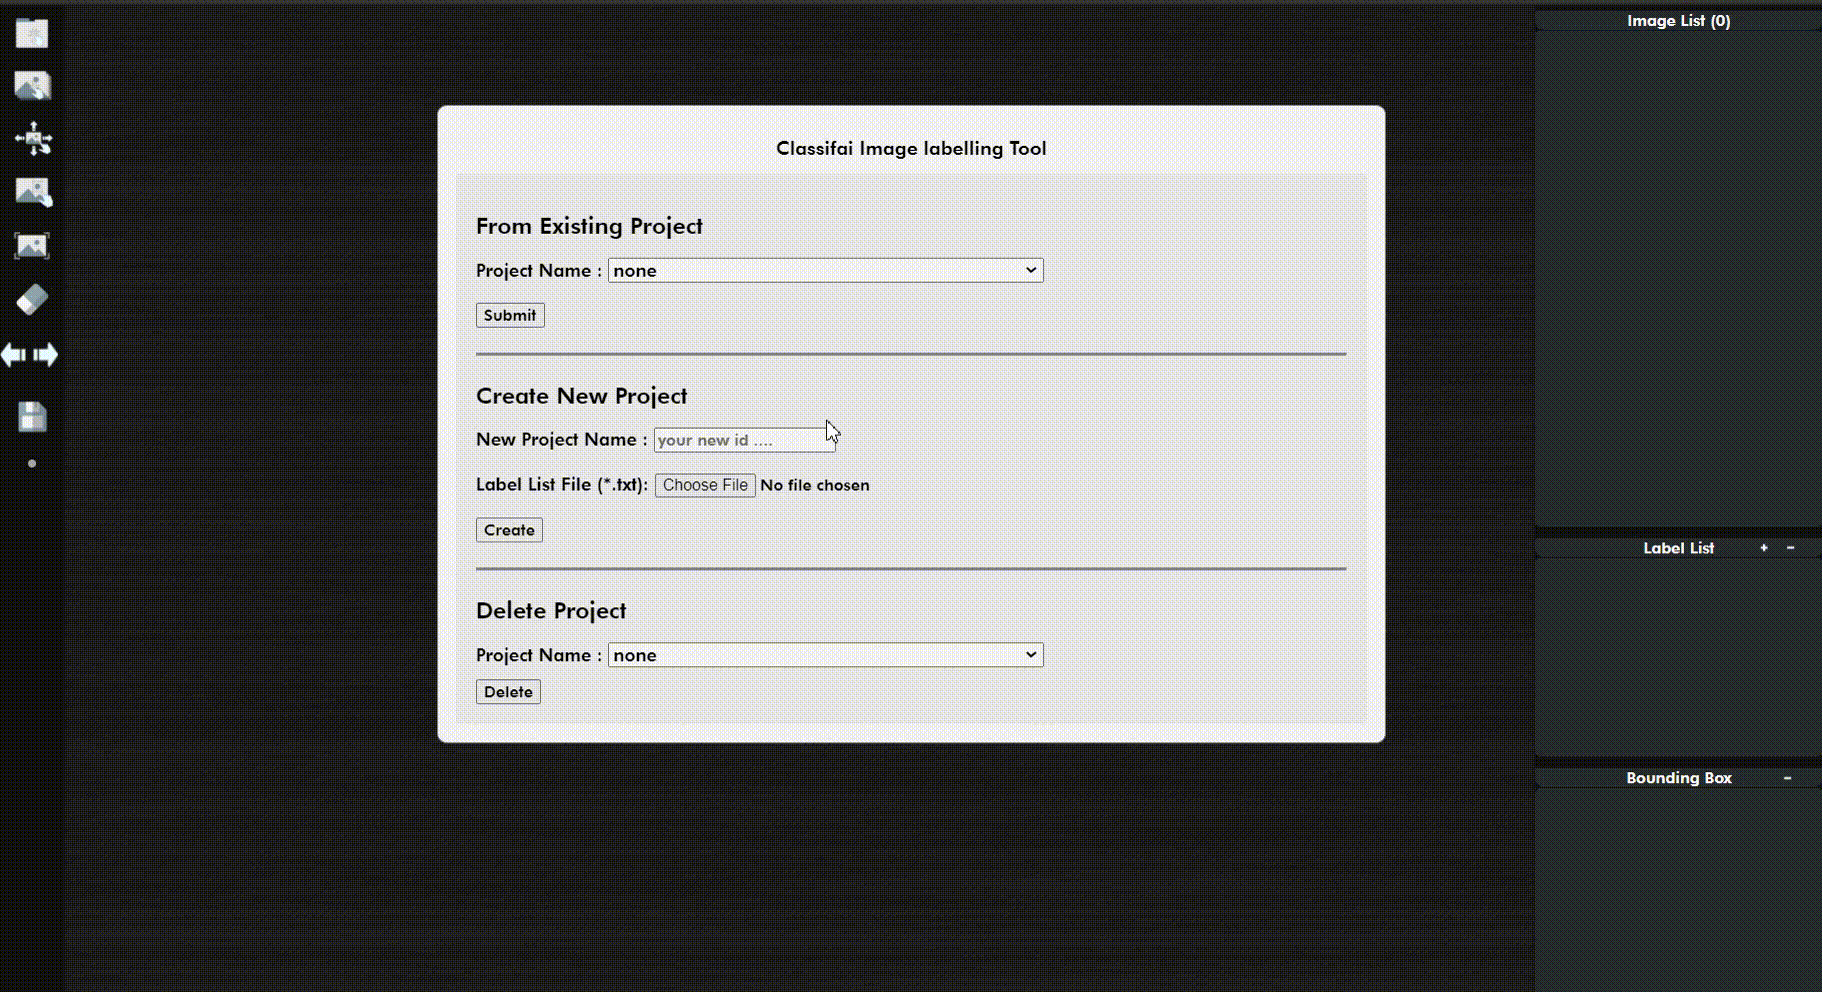 Classifai Image labelling Tool
From Existing Project
Project Name : none
Submit
Create New Project
New Project Name : your new id ....
Label List File (*.txt): Choose File No file chosen
Create
Delete Project
Project Name : none
Delete
Image List (0)
Label List + -
Bounding Box -